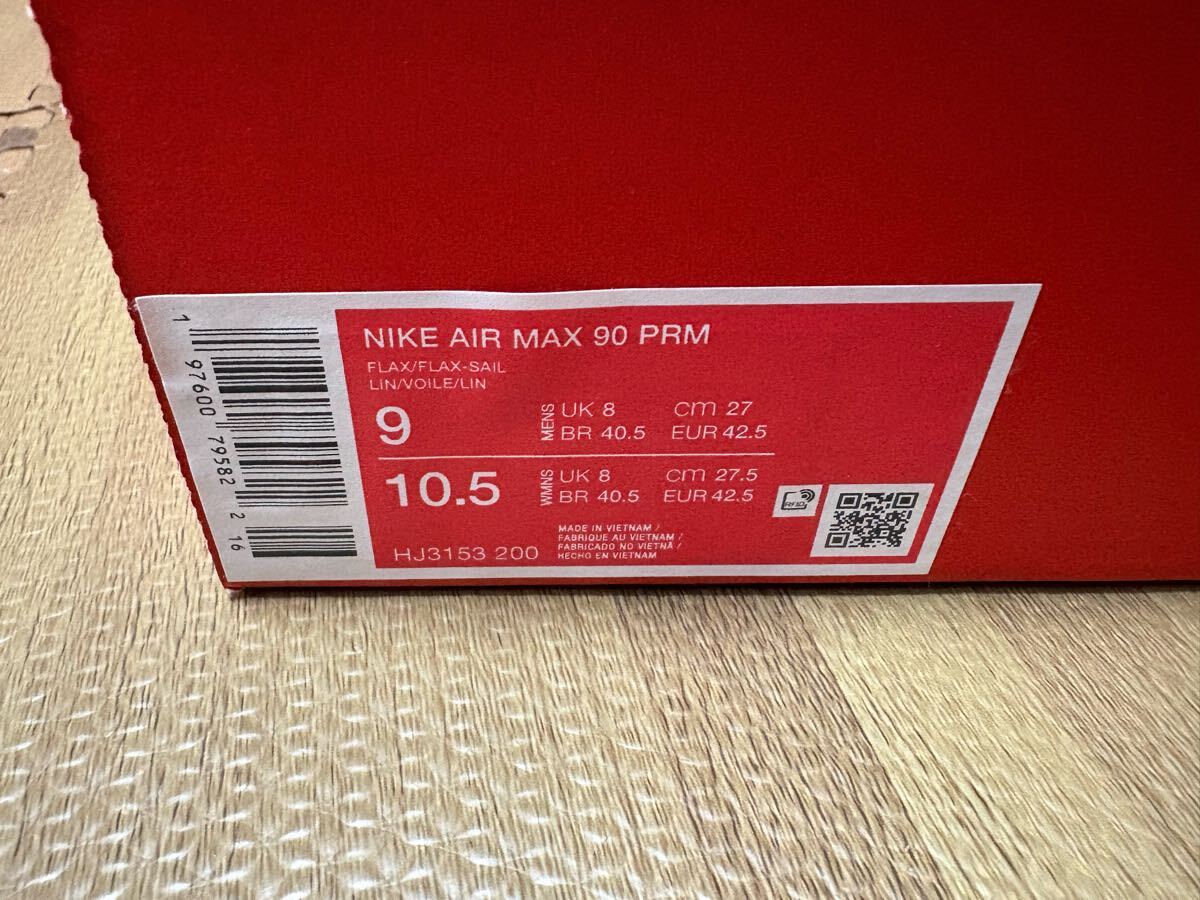 NIKE AIR MAX 90 PRM
FLAX/FLAX-SAIL
LIN/VOILE/LIN
9
MENS
UK 8 cm 27
BR 40.5 EUR 42.5
10.5
WMNS
UK 8 cm 27.5
BR 40.5 EUR 42.5
RFID
HJ3153 200
MADE IN VIETNAM /
FABRIQUE AU VIETNAM /
FABRICADO NO VIETNÃ /
HECHO EN VIETNAM
1 97600 79582 2 16